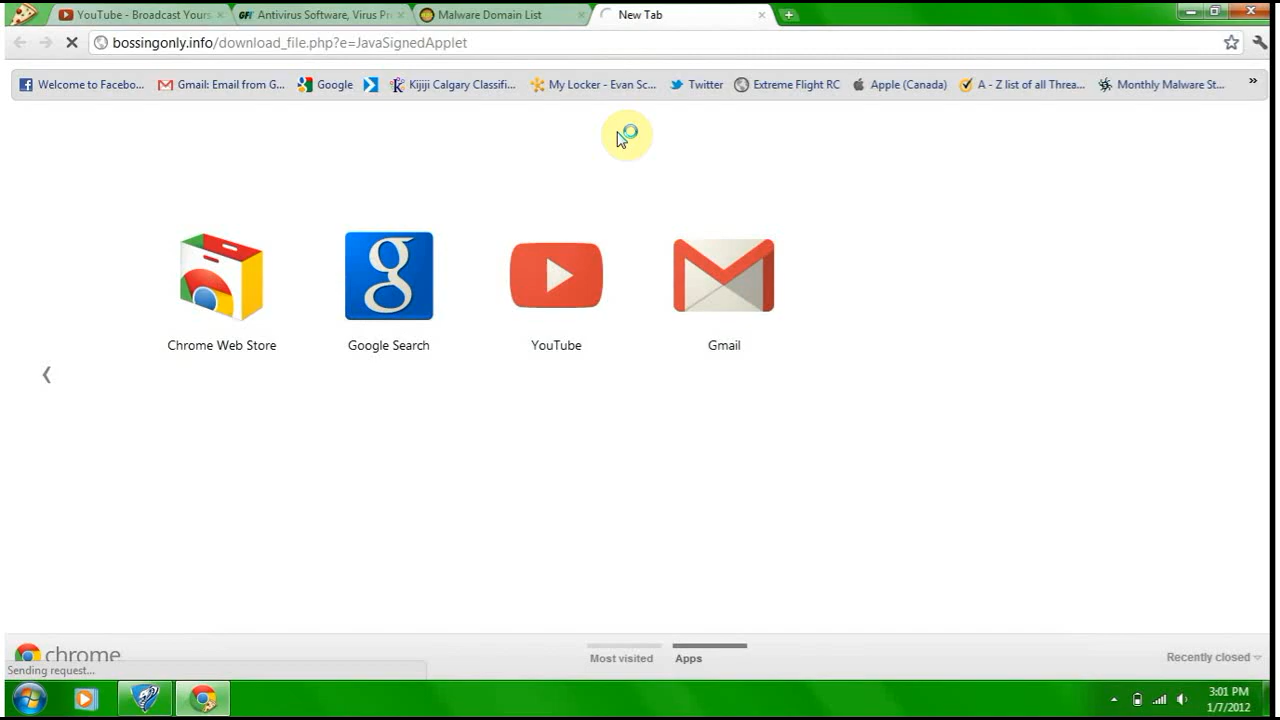 YouTube - Broadcast Yours
GFI Antivirus Software, Virus Pr
Malware Domain List
New Tab
bossingonly.info/download_file.php?e=JavaSignedApplet
Welcome to Facebo...
Gmail: Email from G...
Google
Kijiji Calgary Classifi...
My Locker - Evan Sc...
Twitter
Extreme Flight RC
Apple (Canada)
A - Z list of all Threa...
Monthly Malware St...
»
Chrome Web Store
Google Search
YouTube
Gmail
chrome
Sending request...
Most visited
Apps
Recently closed
3:01 PM
1/7/2012